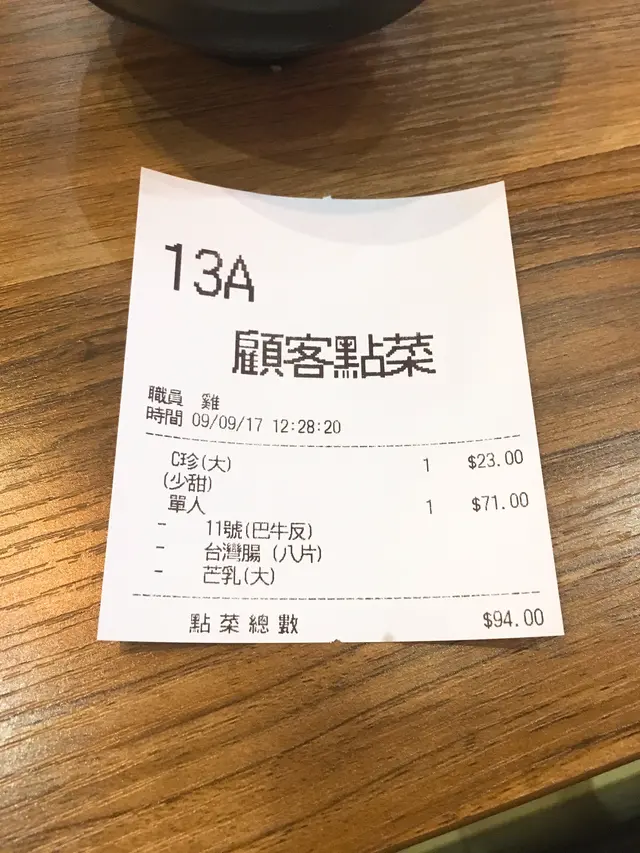 13A
顧客點菜
職員 雞
時間 09/09/17 12:28:20
C珍(大) 1 $23.00
(少甜)
單人 1 $71.00
- 11號(巴牛反)
- 台灣腸 (八片)
- 芒乳(大)
點菜總數 $94.00